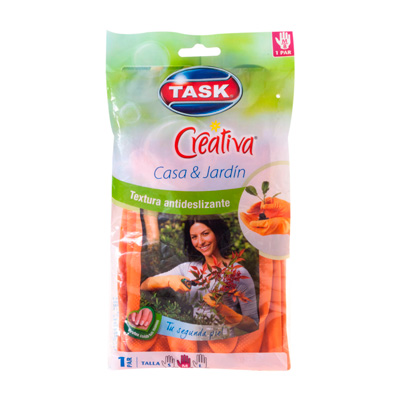 1 PAR
TASK
Creativa®
Casa & Jardín
Textura antideslizante
Tu segunda piel
1 PAR TALLA